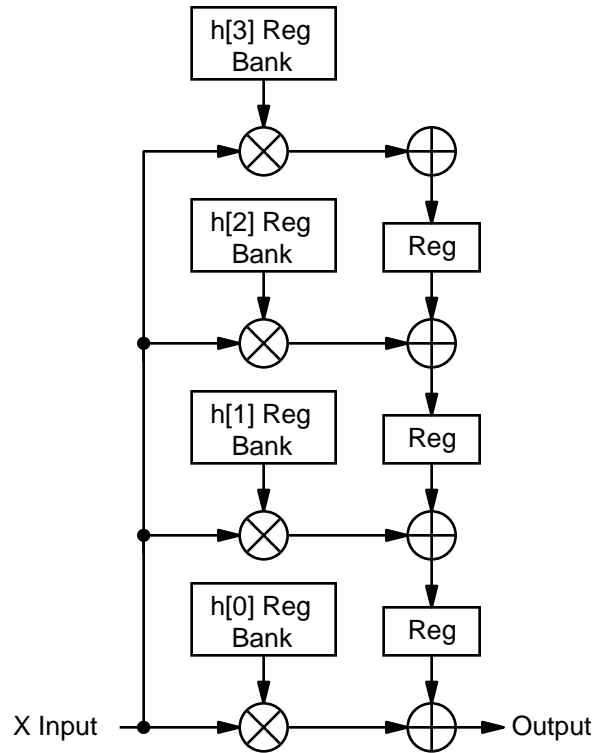 h[3] Reg
Bank
h[2] Reg
Bank
Reg
h[1] Reg
Bank
Reg
h[0] Reg
Bank
Reg
X Input
Output